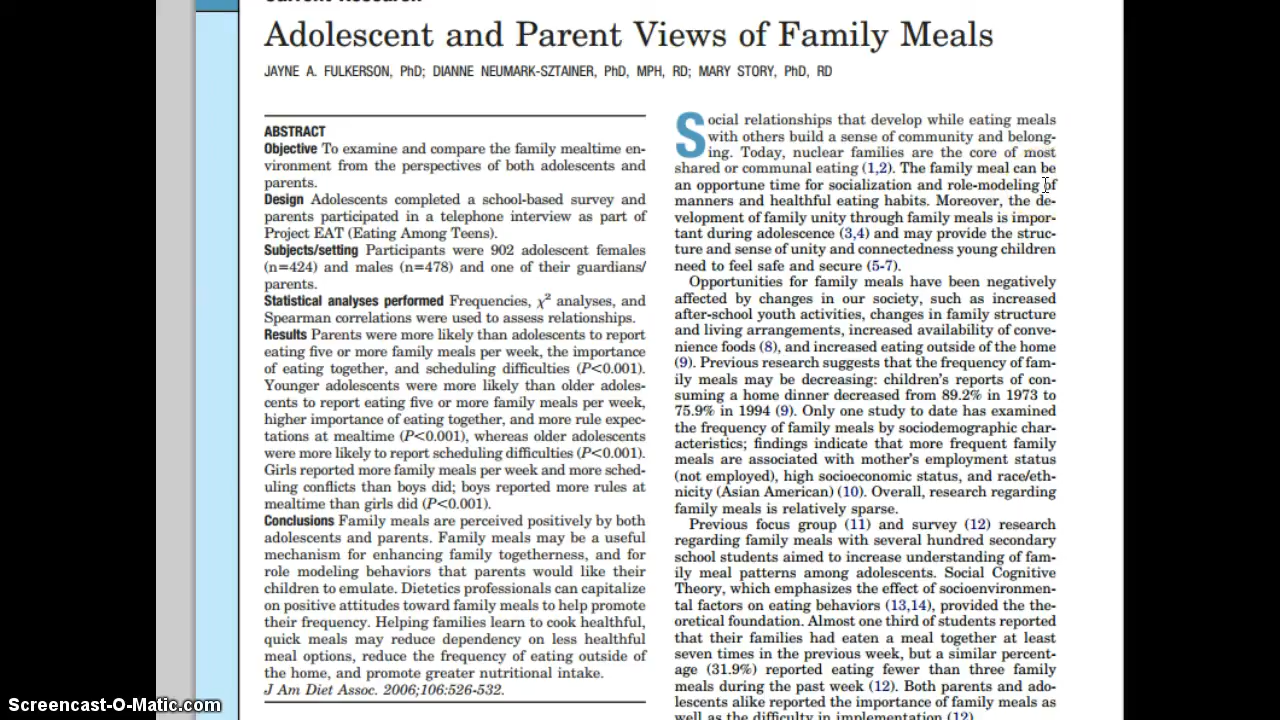 Current Research
Adolescent and Parent Views of Family Meals
JAYNE A. FULKERSON, PhD; DIANNE NEUMARK-SZTAINER, PhD, MPH, RD; MARY STORY, PhD, RD
ABSTRACT
Objective To examine and compare the family mealtime en-
vironment from the perspectives of both adolescents and
parents.
Design Adolescents completed a school-based survey and
parents participated in a telephone interview as part of
Project EAT (Eating Among Teens).
Subjects/setting Participants were 902 adolescent females
(n=424) and males (n=478) and one of their guardians/
parents.
Statistical analyses performed Frequencies, χ² analyses, and
Spearman correlations were used to assess relationships.
Results Parents were more likely than adolescents to report
eating five or more family meals per week, the importance
of eating together, and scheduling difficulties (P<0.001).
Younger adolescents were more likely than older adoles-
cents to report eating five or more family meals per week,
higher importance of eating together, and more rule expec-
tations at mealtime (P<0.001), whereas older adolescents
were more likely to report scheduling difficulties (P<0.001).
Girls reported more family meals per week and more sched-
uling conflicts than boys did; boys reported more rules at
mealtime than girls did (P<0.001).
Conclusions Family meals are perceived positively by both
adolescents and parents. Family meals may be a useful
mechanism for enhancing family togetherness, and for
role modeling behaviors that parents would like their
children to emulate. Dietetics professionals can capitalize
on positive attitudes toward family meals to help promote
their frequency. Helping families learn to cook healthful,
quick meals may reduce dependency on less healthful
meal options, reduce the frequency of eating outside of
the home, and promote greater nutritional intake.
J Am Diet Assoc. 2006;106:526-532.
Social relationships that develop while eating meals
with others build a sense of community and belong-
ing. Today, nuclear families are the core of most
shared or communal eating (1,2). The family meal can be
an opportune time for socialization and role-modeling of
manners and healthful eating habits. Moreover, the de-
velopment of family unity through family meals is impor-
tant during adolescence (3,4) and may provide the struc-
ture and sense of unity and connectedness young children
need to feel safe and secure (5-7).
Opportunities for family meals have been negatively
affected by changes in our society, such as increased
after-school youth activities, changes in family structure
and living arrangements, increased availability of conve-
nience foods (8), and increased eating outside of the home
(9). Previous research suggests that the frequency of fam-
ily meals may be decreasing: children's reports of con-
suming a home dinner decreased from 89.2% in 1973 to
75.9% in 1994 (9). Only one study to date has examined
the frequency of family meals by sociodemographic char-
acteristics; findings indicate that more frequent family
meals are associated with mother's employment status
(not employed), high socioeconomic status, and race/eth-
nicity (Asian American) (10). Overall, research regarding
family meals is relatively sparse.
Previous focus group (11) and survey (12) research
regarding family meals with several hundred secondary
school students aimed to increase understanding of fam-
ily meal patterns among adolescents. Social Cognitive
Theory, which emphasizes the effect of socioenvironmen-
tal factors on eating behaviors (13,14), provided the the-
oretical foundation. Almost one third of students reported
that their families had eaten a meal together at least
seven times in the previous week, but a similar percent-
age (31.9%) reported eating fewer than three family
meals during the past week (12). Both parents and ado-
lescents alike reported the importance of family meals as
well as the difficulty in implementation (12).
Screencast-O-Matic.com